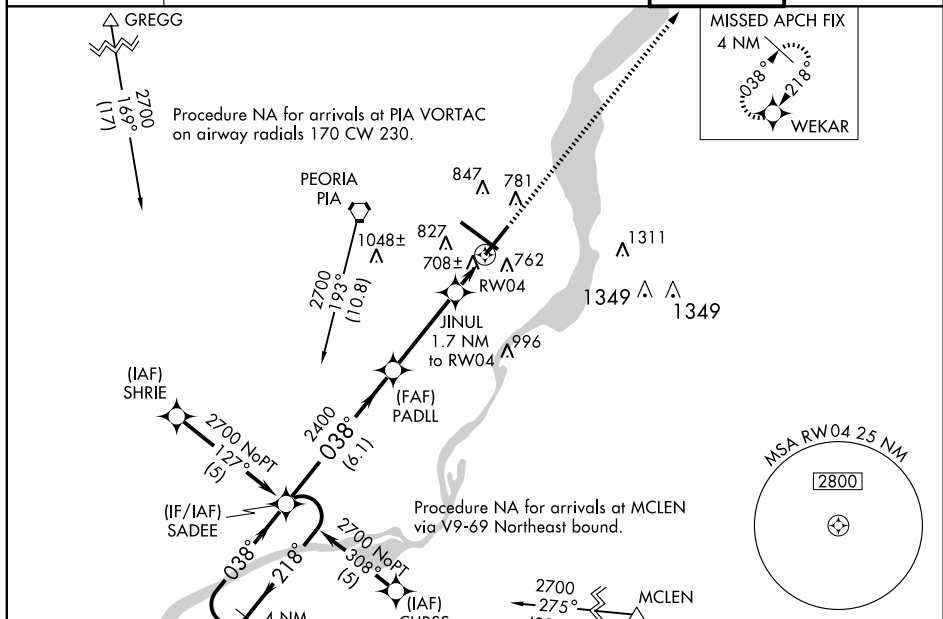 GREGG
2700
169°
(17)
Procedure NA for arrivals at PIA VORTAC
on airway radials 170 CW 230.
MISSED APCH FIX
4 NM
038°
218°
WEKAR
PEORIA
PIA
2700
193°
(10.8)
847
781
1048±
827
708±
762
RW04
1311
1349
1349
JINUL
1.7 NM
to RW04
996
(FAF)
PADLL
(IAF)
SHRIE
2700 NoPT
127°
(5)
2400
038°
(6.1)
(IF/IAF)
SADEE
038°
218°
4 NM
Procedure NA for arrivals at MCLEN
via V9-69 Northeast bound.
2700 NoPT
308°
(5)
(IAF)
2700
275°
MCLEN
MSA RW04 25 NM
2800